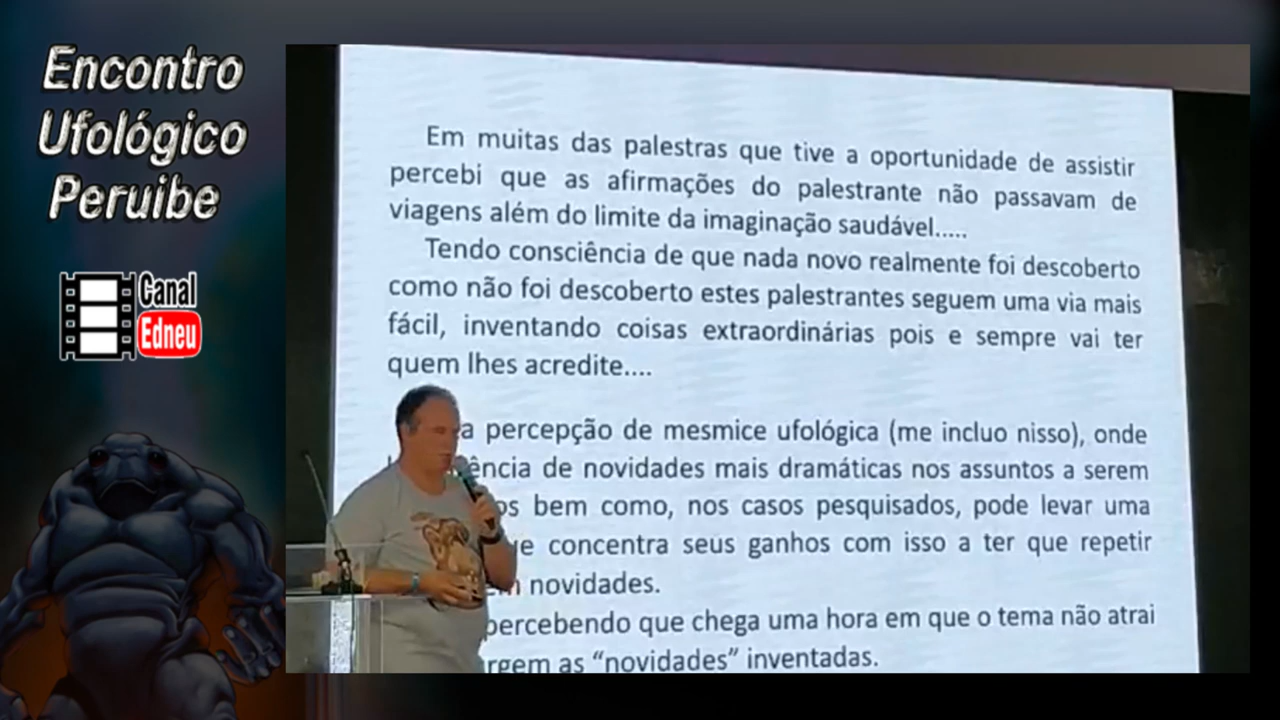 Encontro
Ufológico
Peruibe
Canal
Edneu
Em muitas das palestras que tive a oportunidade de assistir
percebi que as afirmações do palestrante não passavam de
viagens além do limite da imaginação saudável.....
Tendo consciência de que nada novo realmente foi descoberto
como não foi descoberto estes palestrantes seguem uma via mais
fácil, inventando coisas extraordinárias pois e sempre vai ter
quem lhes acredite....
a percepção de mesmice ufológica (me incluo nisso), onde
de novidades mais dramáticas nos assuntos a serem
bem como, nos casos pesquisados, pode levar uma
concentra seus ganhos com isso a ter que repetir
novidades.
percebendo que chega uma hora em que o tema não atrai
as “novidades” inventadas.